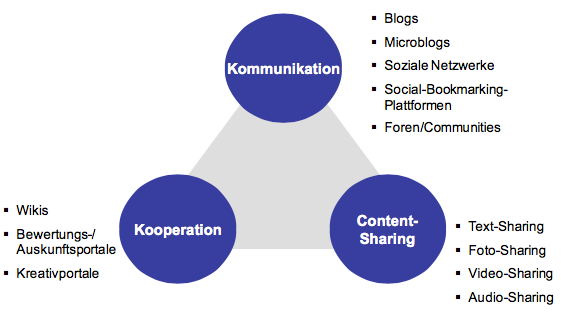 Kommunikation
▪ Blogs
▪ Microblogs
▪ Soziale Netzwerke
▪ Social-Bookmarking-
Plattformen
▪ Foren/Communities
Kooperation
▪ Wikis
▪ Bewertungs-/
Auskunftsportale
▪ Kreativportale
Content-
Sharing
▪ Text-Sharing
▪ Foto-Sharing
▪ Video-Sharing
▪ Audio-Sharing